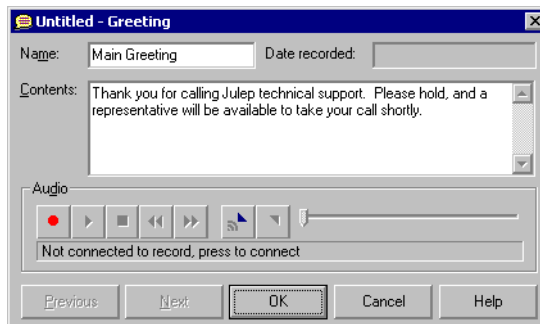 Untitled - Greeting
Name: Main Greeting Date recorded:
Contents: Thank you for calling Julep technical support. Please hold, and a
representative will be available to take your call shortly.
Audio
Not connected to record, press to connect
Previous Next OK Cancel Help